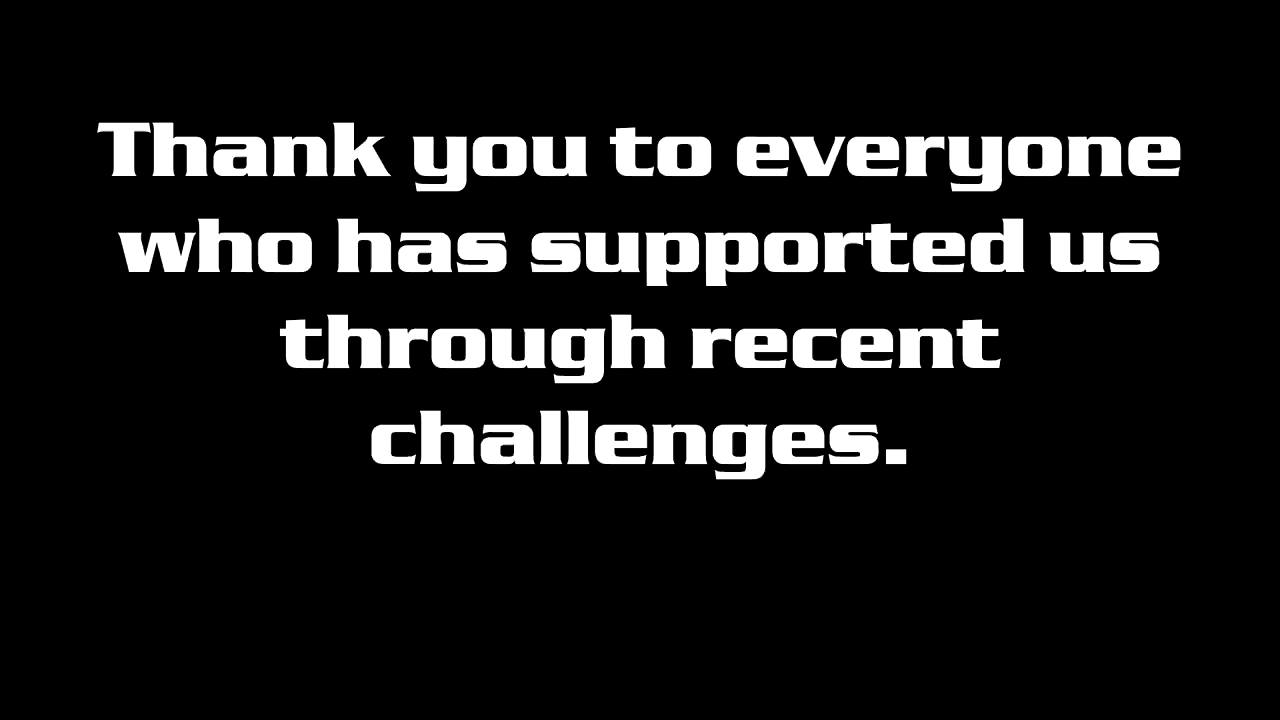 Thank you to everyone
who has supported us
through recent
challenges.